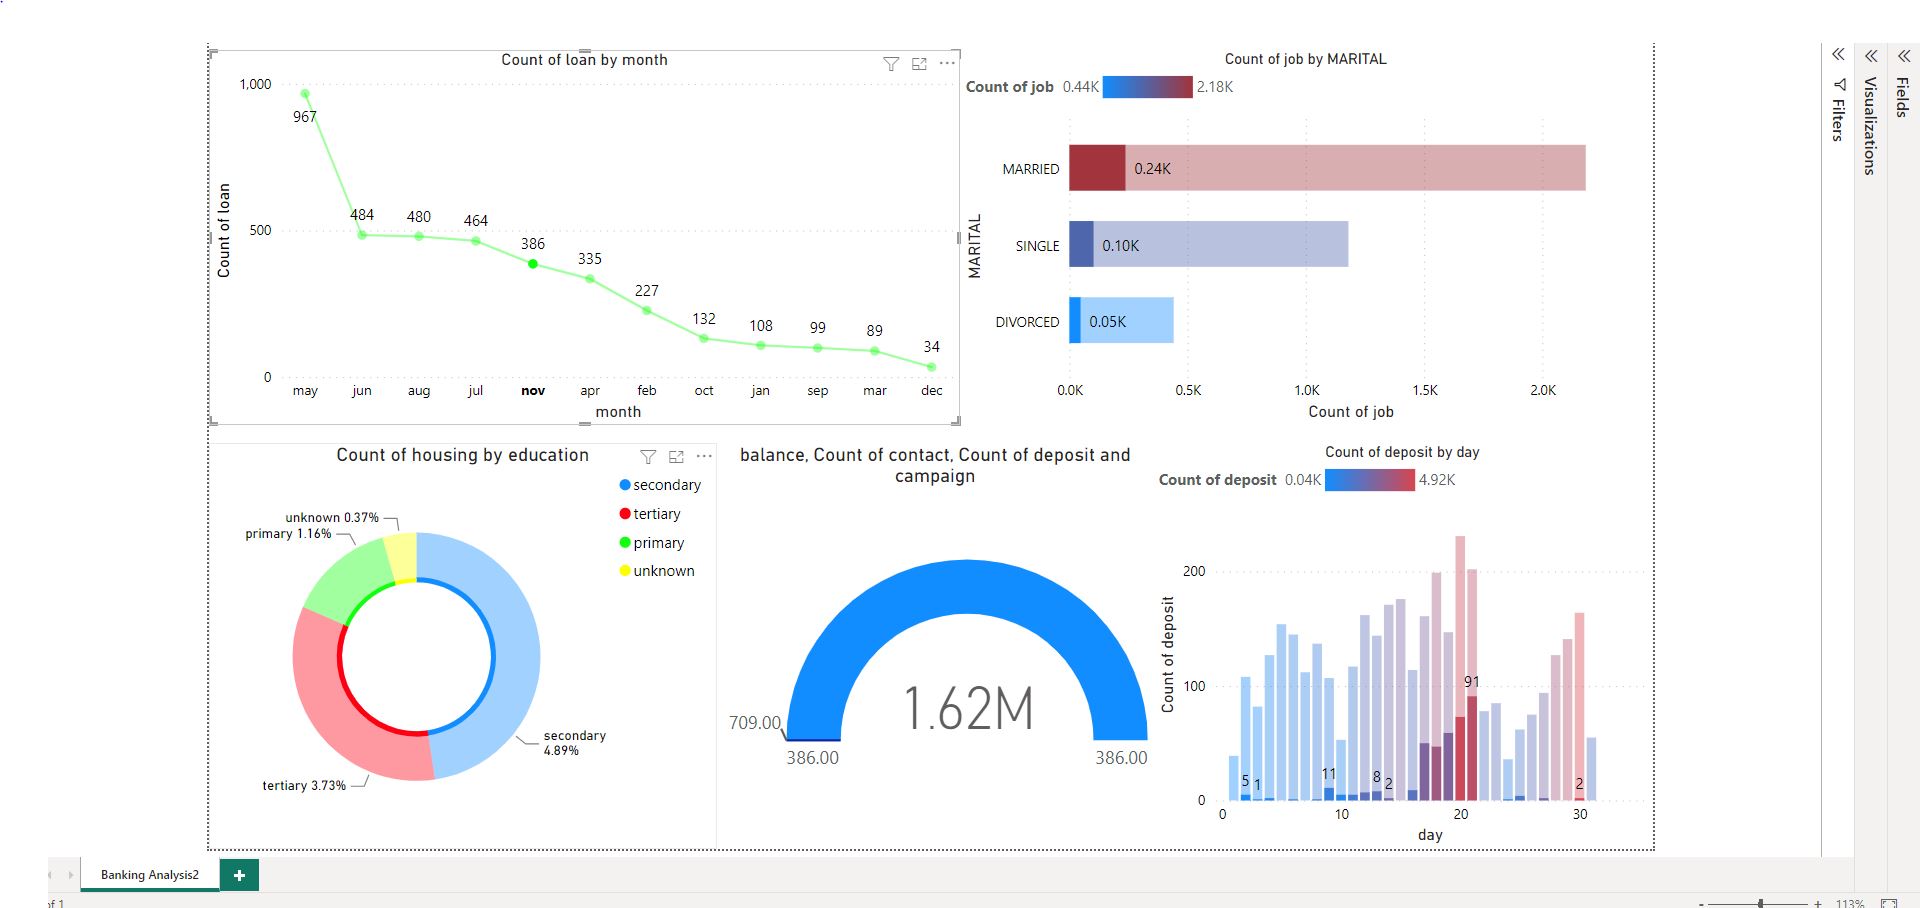 Count of loan by month
1,000
500
0
Count of loan
967
484
480
464
386
335
227
132
108
99
89
34
may jun aug jul nov apr feb oct jan sep mar dec
month
Count of job by MARITAL
Count of job 0.44K 2.18K
MARITAL
MARRIED 0.24K
SINGLE 0.10K
DIVORCED 0.05K
0.0K 0.5K 1.0K 1.5K 2.0K
Count of job
Filters
Visualizations
Fields
Count of housing by education
secondary
tertiary
primary
unknown
unknown 0.37%
primary 1.16%
secondary
4.89%
tertiary 3.73%
balance, Count of contact, Count of deposit and
campaign
1.62M
709.00
386.00 386.00
Count of deposit by day
Count of deposit 0.04K 4.92K
Count of deposit
200
100
0
5
1
11
8
2
91
2
0 10 20 30
day
Banking Analysis2 +
of 1
- + 113%